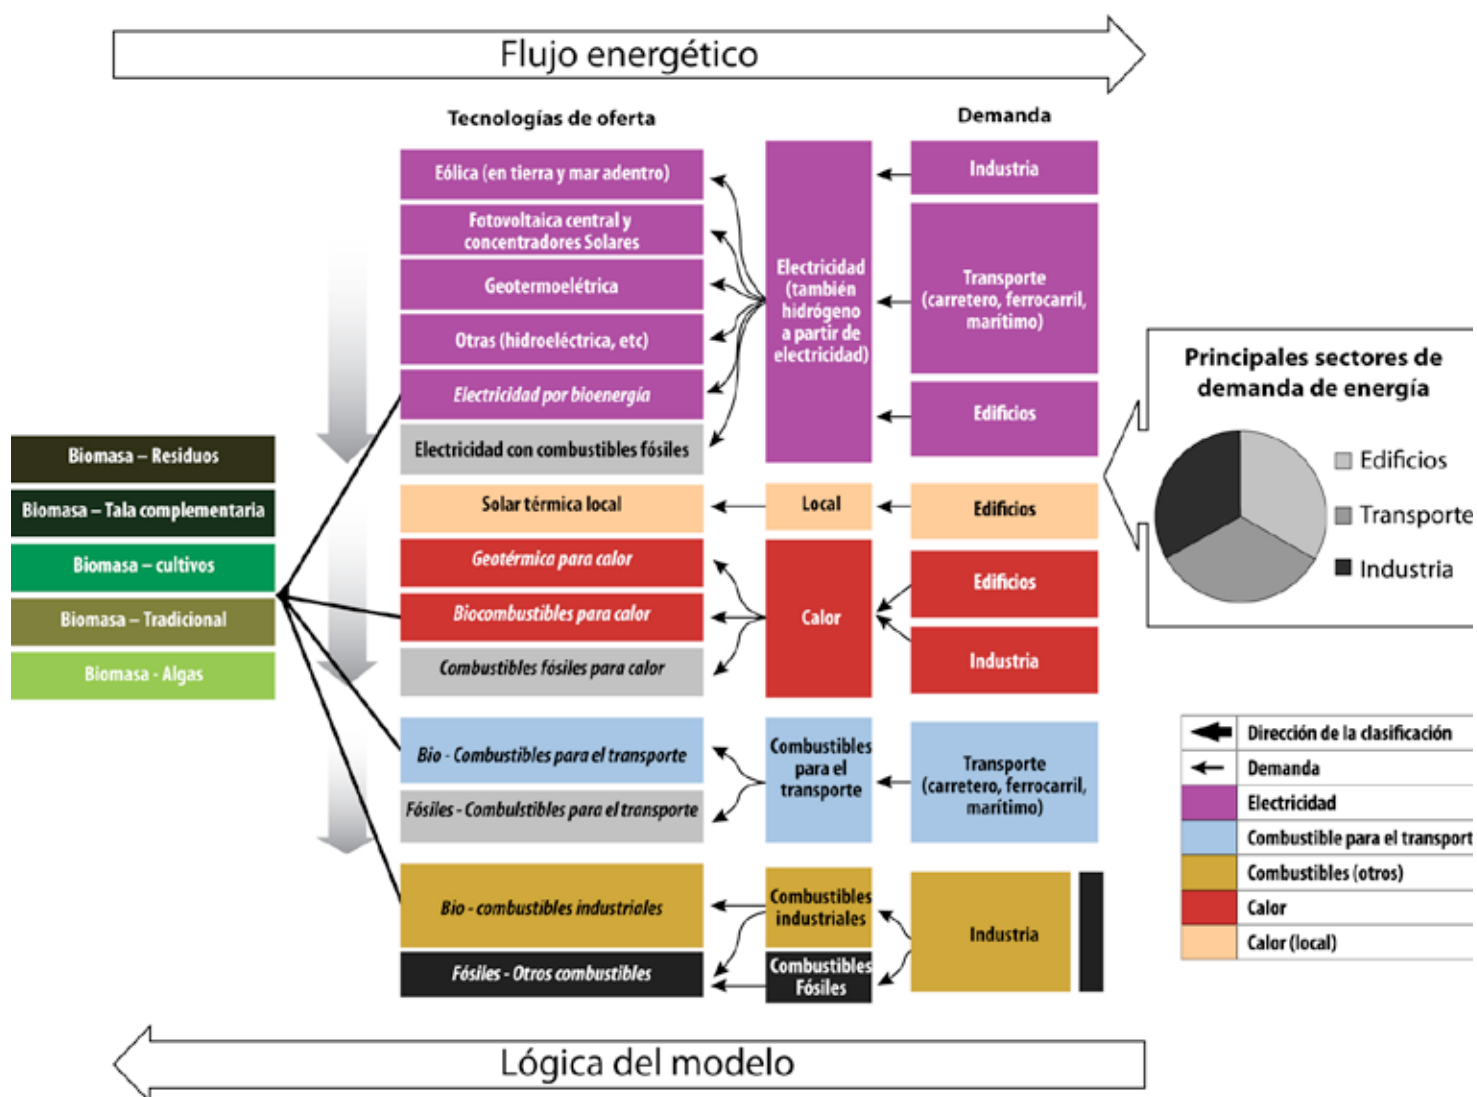 Flujo energético
Tecnologías de oferta
Demanda
Eólica (en tierra y mar adentro)
Fotovoltaica central y
concentradores Solares
Geotermoelétrica
Otras (hidroeléctrica, etc)
Electricidad por bioenergía
Electricidad con combustibles fósiles
Solar térmica local
Geotérmica para calor
Biocombustibles para calor
Combustibles fósiles para calor
Bio - Combustibles para el transporte
Fósiles - Combulstibles para el transporte
Bio - combustibles industriales
Fósiles - Otros combustibles
Biomasa – Residuos
Biomasa – Tala complementaria
Biomasa – cultivos
Biomasa – Tradicional
Biomasa - Algas
Electricidad
(también
hidrógeno
a partir de
electricidad)
Local
Calor
Combustibles
para el
transporte
Combustibles
industriales
Combustibles
Fósiles
Industria
Transporte
(carretero, ferrocarril,
marítimo)
Edificios
Edificios
Edificios
Industria
Transporte
(carretero, ferrocarril,
marítimo)
Industria
Principales sectores de
demanda de energía
Edificios
Transporte
Industria
Dirección de la clasificación
Demanda
Electricidad
Combustible para el transport
Combustibles (otros)
Calor
Calor (local)
Lógica del modelo